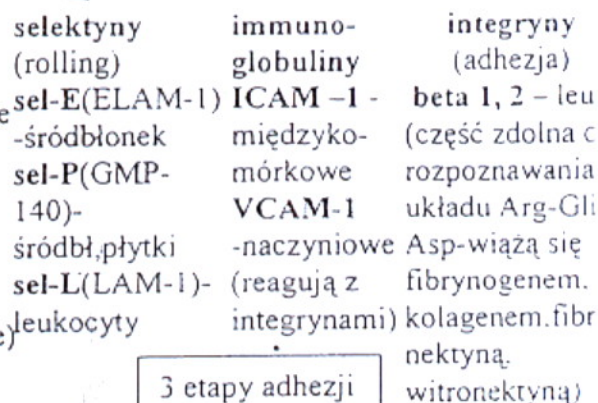 selektyny
(rolling)
sel-E(ELAM-1)
-śródbłonek
sel-P(GMP-
140)-
śródbł,płytki
sel-L(LAM-1)-
leukocyty
immuno-
globuliny
ICAM –1 -
międzyko-
mórkowe
VCAM-1
-naczyniowe
(reagują z
integrynami)
integryny
(adhezja)
beta 1, 2 – leu
(część zdolna
rozpoznawania
układu Arg-Gli
Asp-wiążą się
fibrynogenem.
kolagenem.fibr
nektyną.
witronektyną)
3 etapy adhezji